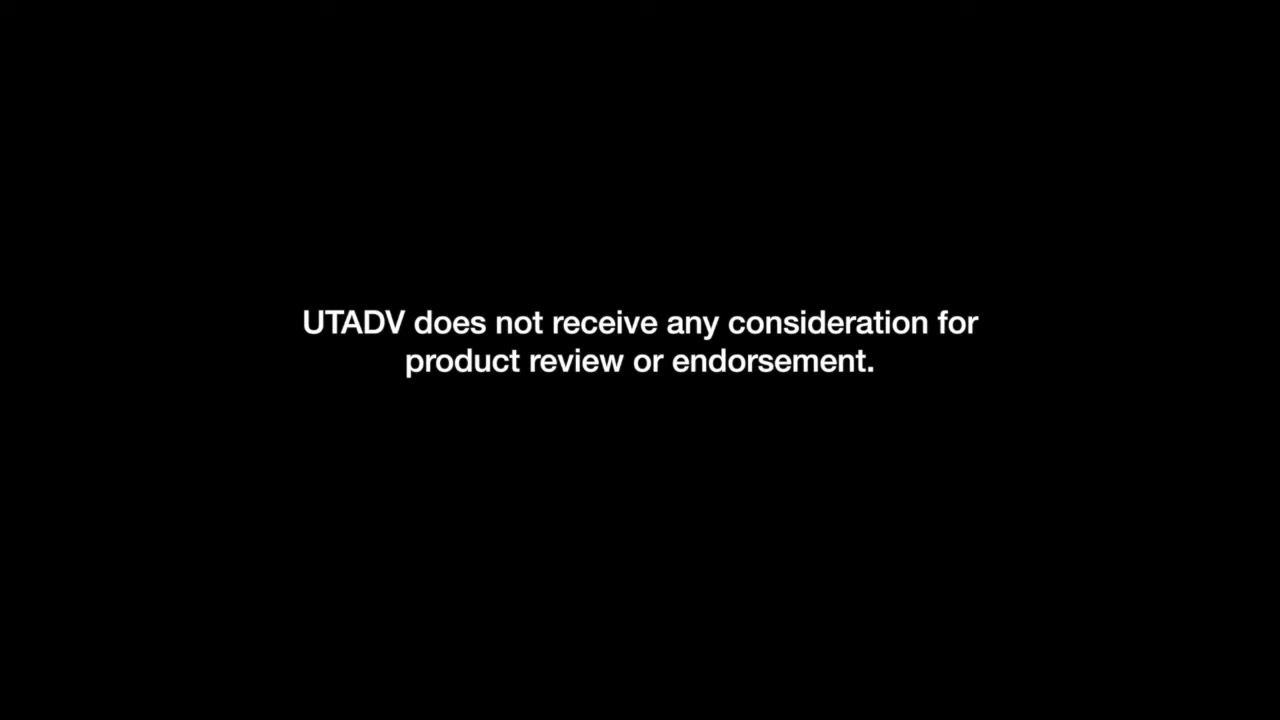 UTADV does not receive any consideration for
product review or endorsement.